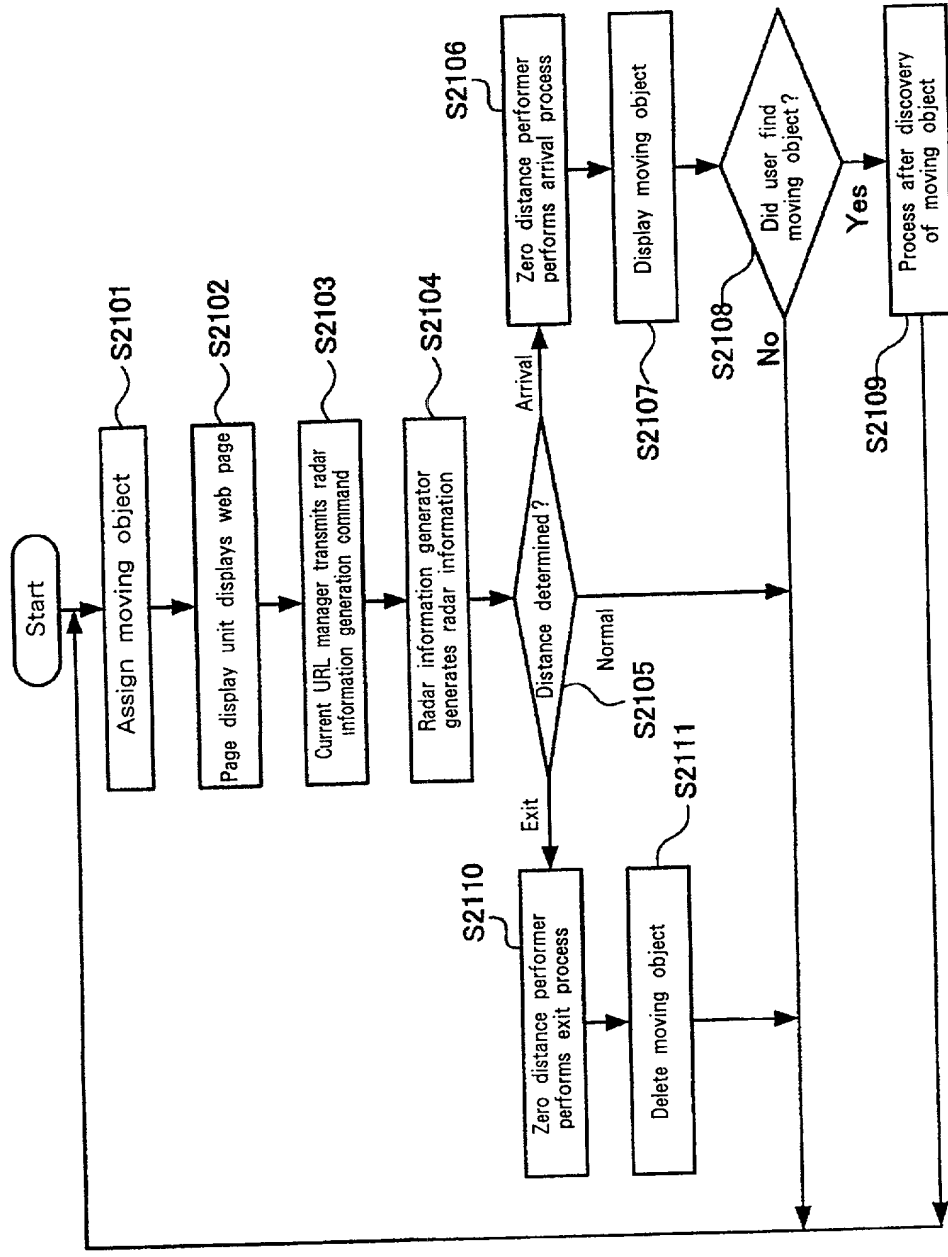 Start
Assign moving object
S2101
Page display unit displays web page
S2102
Current URL manager transmits radar
information generation command
S2103
Radar information generator
generates radar information
S2104
Distance determined?
S2105
Exit
Normal
Arrival
Zero distance performer
performs exit process
S2110
Delete moving object
S2111
Zero distance performer
performs arrival process
S2106
Display moving object
S2107
Did user find
moving object?
S2108
No
Yes
Process after discovery
of moving object
S2109